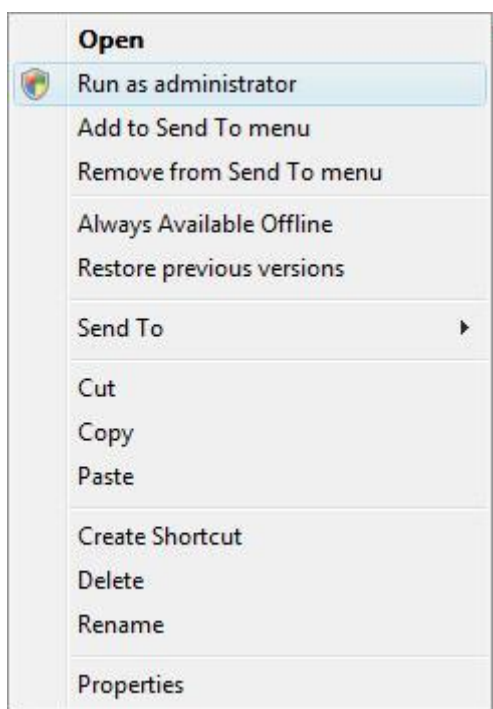 Open
Run as administrator
Add to Send To menu
Remove from Send To menu
Always Available Offline
Restore previous versions
Send To
Cut
Copy
Paste
Create Shortcut
Delete
Rename
Properties